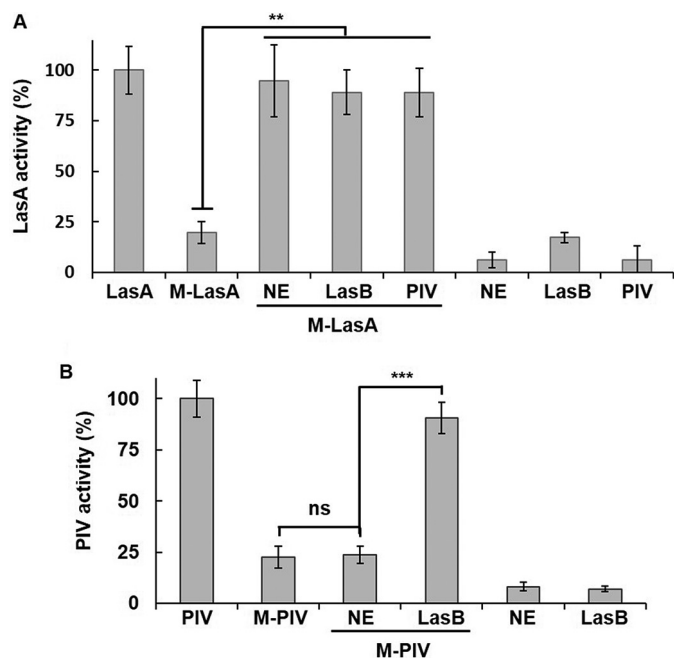 A
**
LasA activity (%)
100
75
50
25
0
LasA M-LasA NE LasB PIV NE LasB PIV
M-LasA
B
***
PIV activity (%)
100
75
50
25
0
ns
PIV M-PIV NE LasB NE LasB
M-PIV